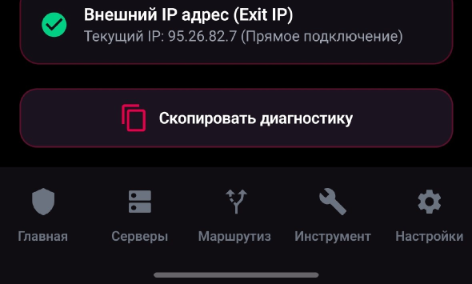 Внешний IP адрес (Exit IP)
Текущий IP: 95.26.82.7 (Прямое подключение)
Скопировать диагностику
Главная
Серверы
Маршрутиз
Инструмент
Настройки